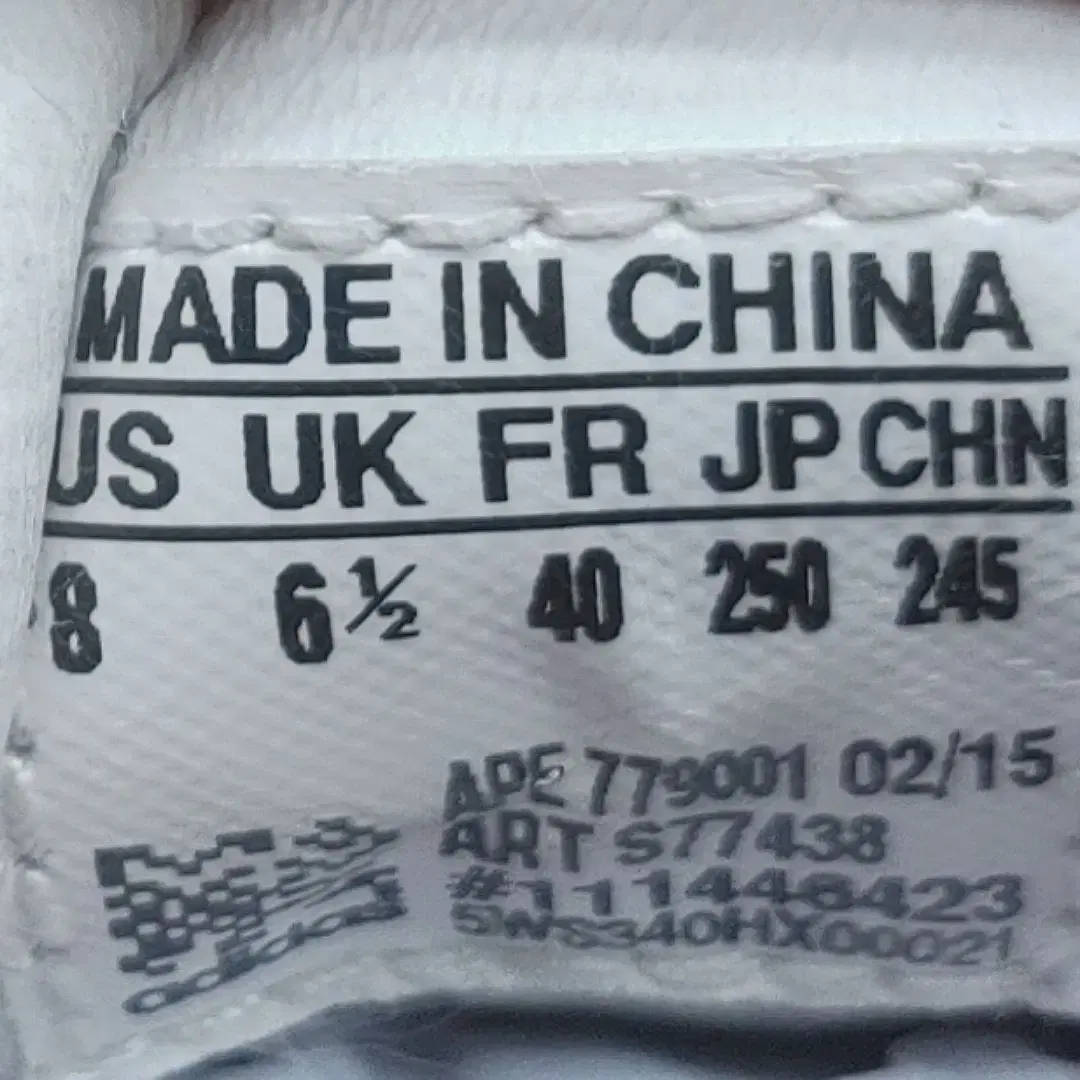 MADE IN CHINA
US UK FR JP CHN
8 6½ 40 250 245
APE 779001 02/15
ART S77438
#111446423
5WS340HX00021
adidas